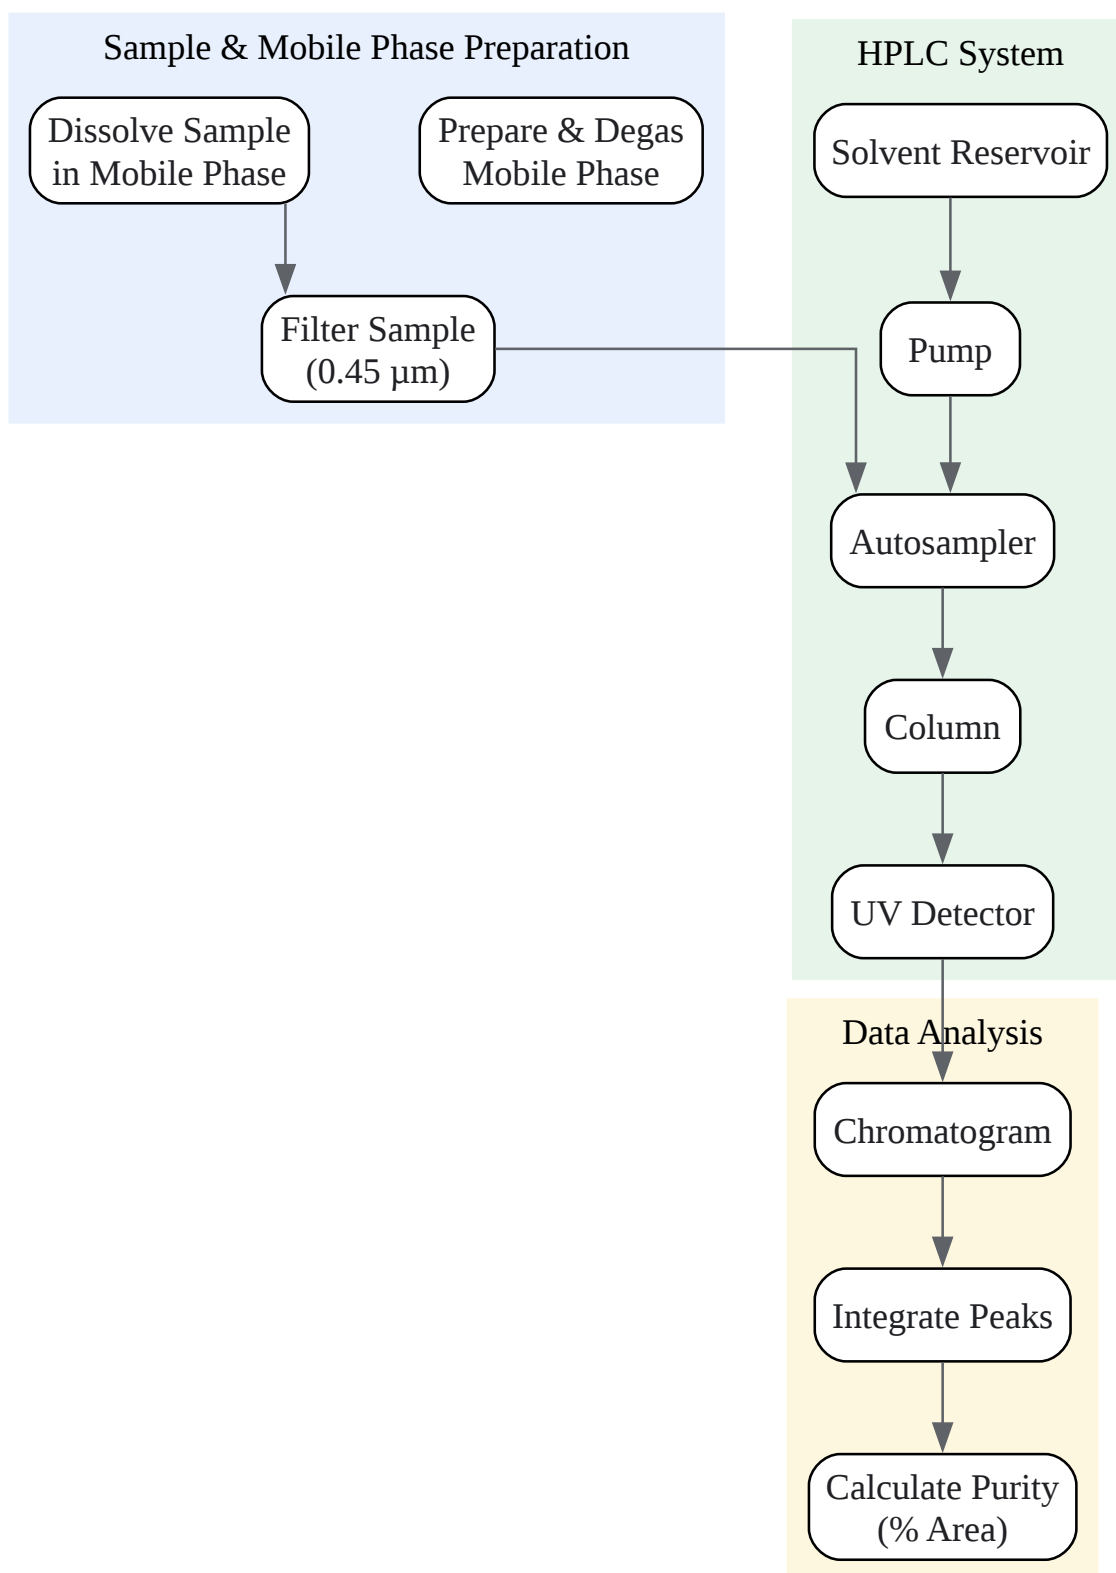 Sample & Mobile Phase Preparation
Dissolve Sample
in Mobile Phase
Prepare & Degas
Mobile Phase
Filter Sample
(0.45 µm)
HPLC System
Solvent Reservoir
Pump
Autosampler
Column
UV Detector
Data Analysis
Chromatogram
Integrate Peaks
Calculate Purity
(% Area)